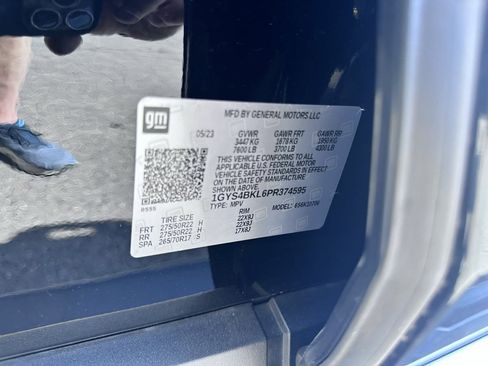 gm
MFD BY GENERAL MOTORS LLC
05/23 GVWR GAWR FRT GAWR RR
3447 KG 1678 KG 1950 KG
7600 LB 3700 LB 4300 LB
THIS VEHICLE CONFORMS TO ALL
APPLICABLE U.S. FEDERAL MOTOR
VEHICLE SAFETY STANDARDS IN EFFECT ON
THE DATE OF MANUFACTURE
1GYS4BKL6PR374595
TYPE: MPV MODEL:
TIRE SIZE RIM
FRT 275/50R22 H 22X9J
RR 275/50R22 H 22X9J
SPA 265/70R17 S 17X8J